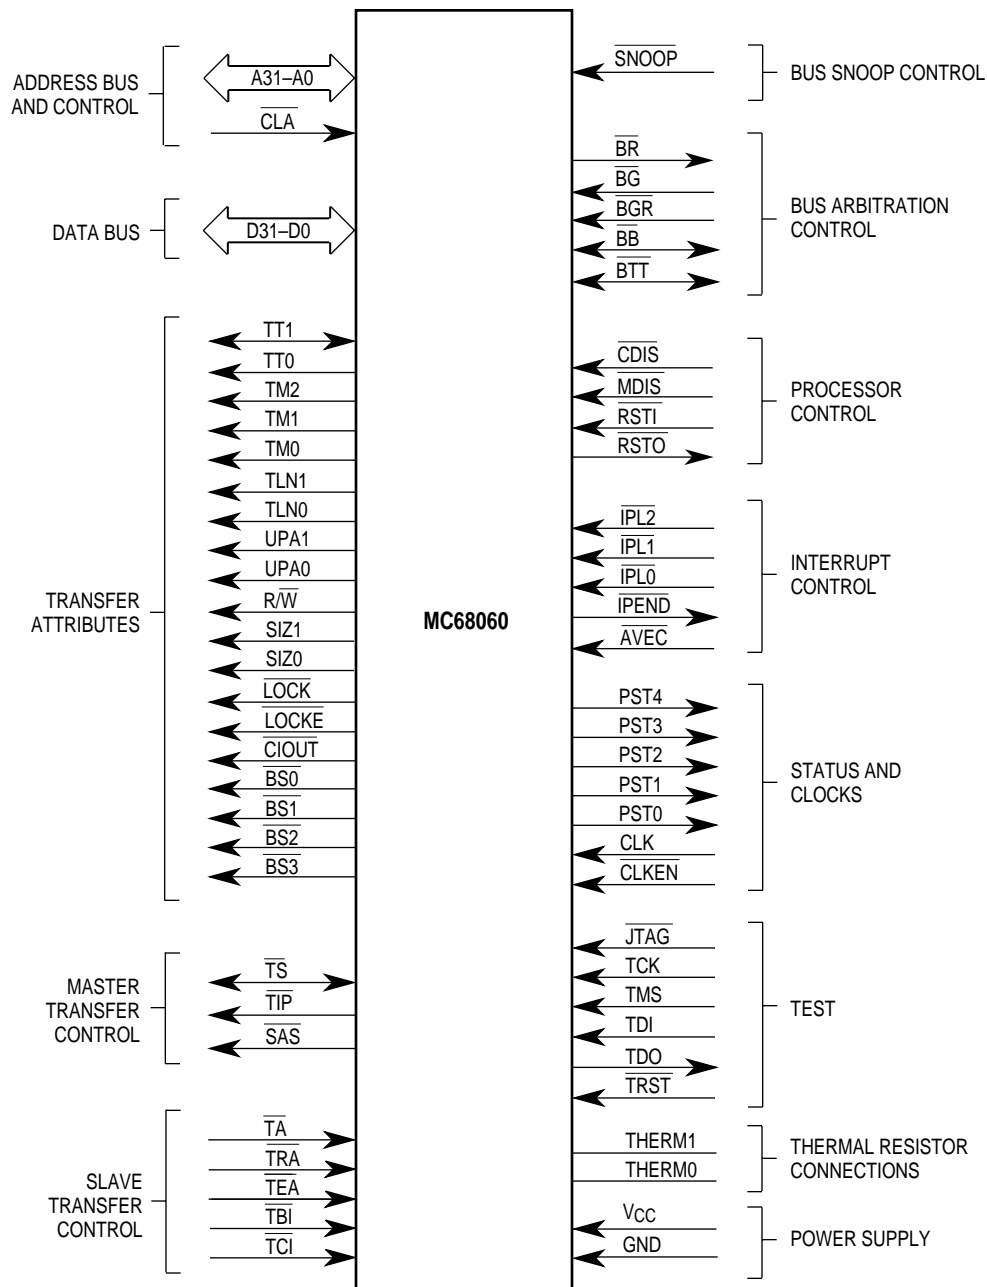 ADDRESS BUS
AND CONTROL
A31–A0
CLA
DATA BUS
D31–D0
TRANSFER
ATTRIBUTES
TT1
TT0
TM2
TM1
TM0
TLN1
TLN0
UPA1
UPA0
R/W
SIZ1
SIZ0
LOCK
LOCKE
CIOUT
BS0
BS1
BS2
BS3
MASTER
TRANSFER
CONTROL
TS
TIP
SAS
SLAVE
TRANSFER
CONTROL
TA
TRA
TEA
TBI
TCI
MC68060
SNOOP
BUS SNOOP CONTROL
BR
BG
BGR
BB
BTT
BUS ARBITRATION
CONTROL
CDIS
MDIS
RSTI
RSTO
PROCESSOR
CONTROL
IPL2
IPL1
IPL0
IPEND
AVEC
INTERRUPT
CONTROL
PST4
PST3
PST2
PST1
PST0
CLK
CLKEN
STATUS AND
CLOCKS
JTAG
TCK
TMS
TDI
TDO
TRST
TEST
THERM1
THERM0
THERMAL RESISTOR
CONNECTIONS
VCC
GND
POWER SUPPLY